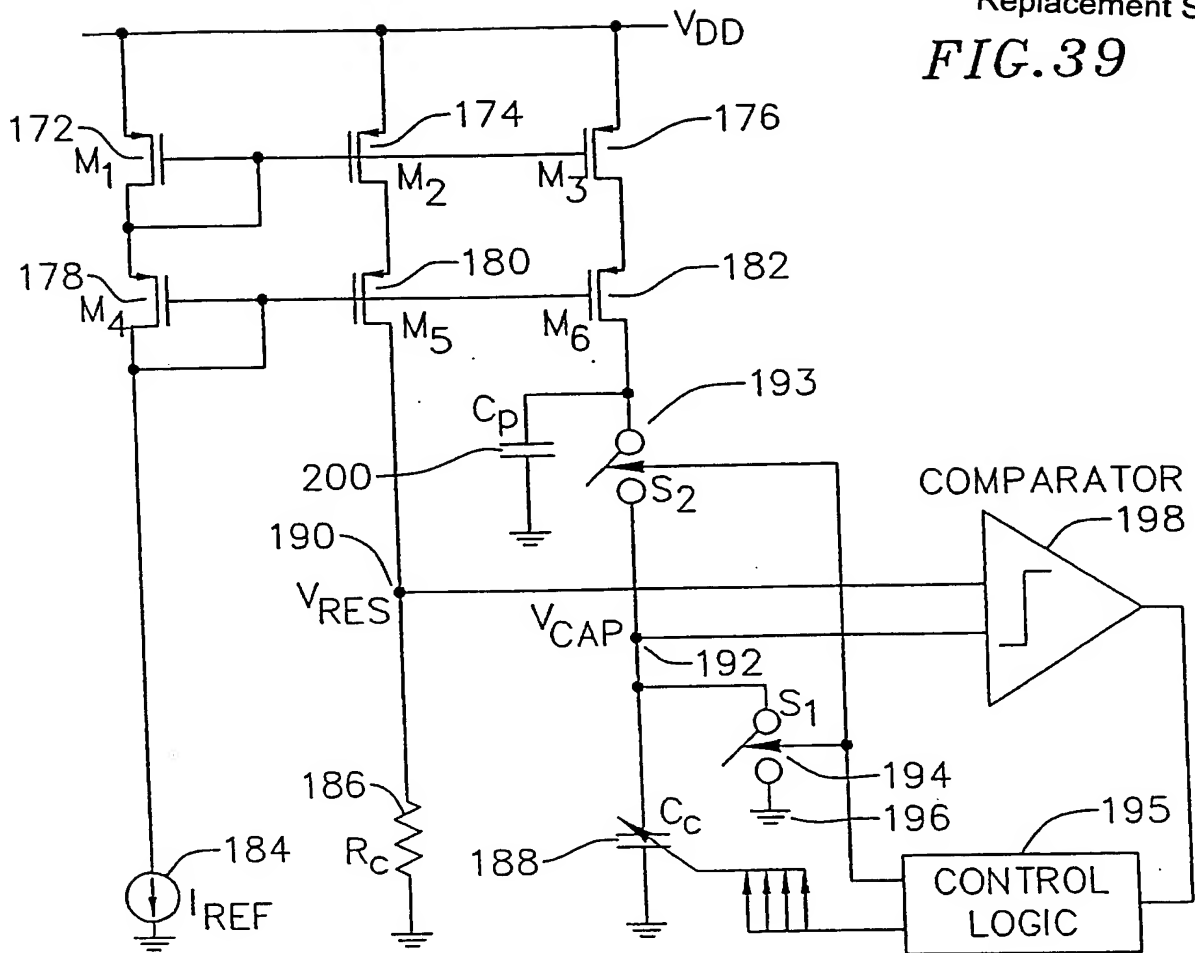 Replacement S
FIG.39
VDD
172
174
176
M1
M2
M3
178
180
182
M4
M5
M6
193
Cp
200
S2
COMPARATOR
198
190
VRES
VCAP
192
S1
194
196
186
RC
188
CC
195
184
IREF
CONTROL
LOGIC